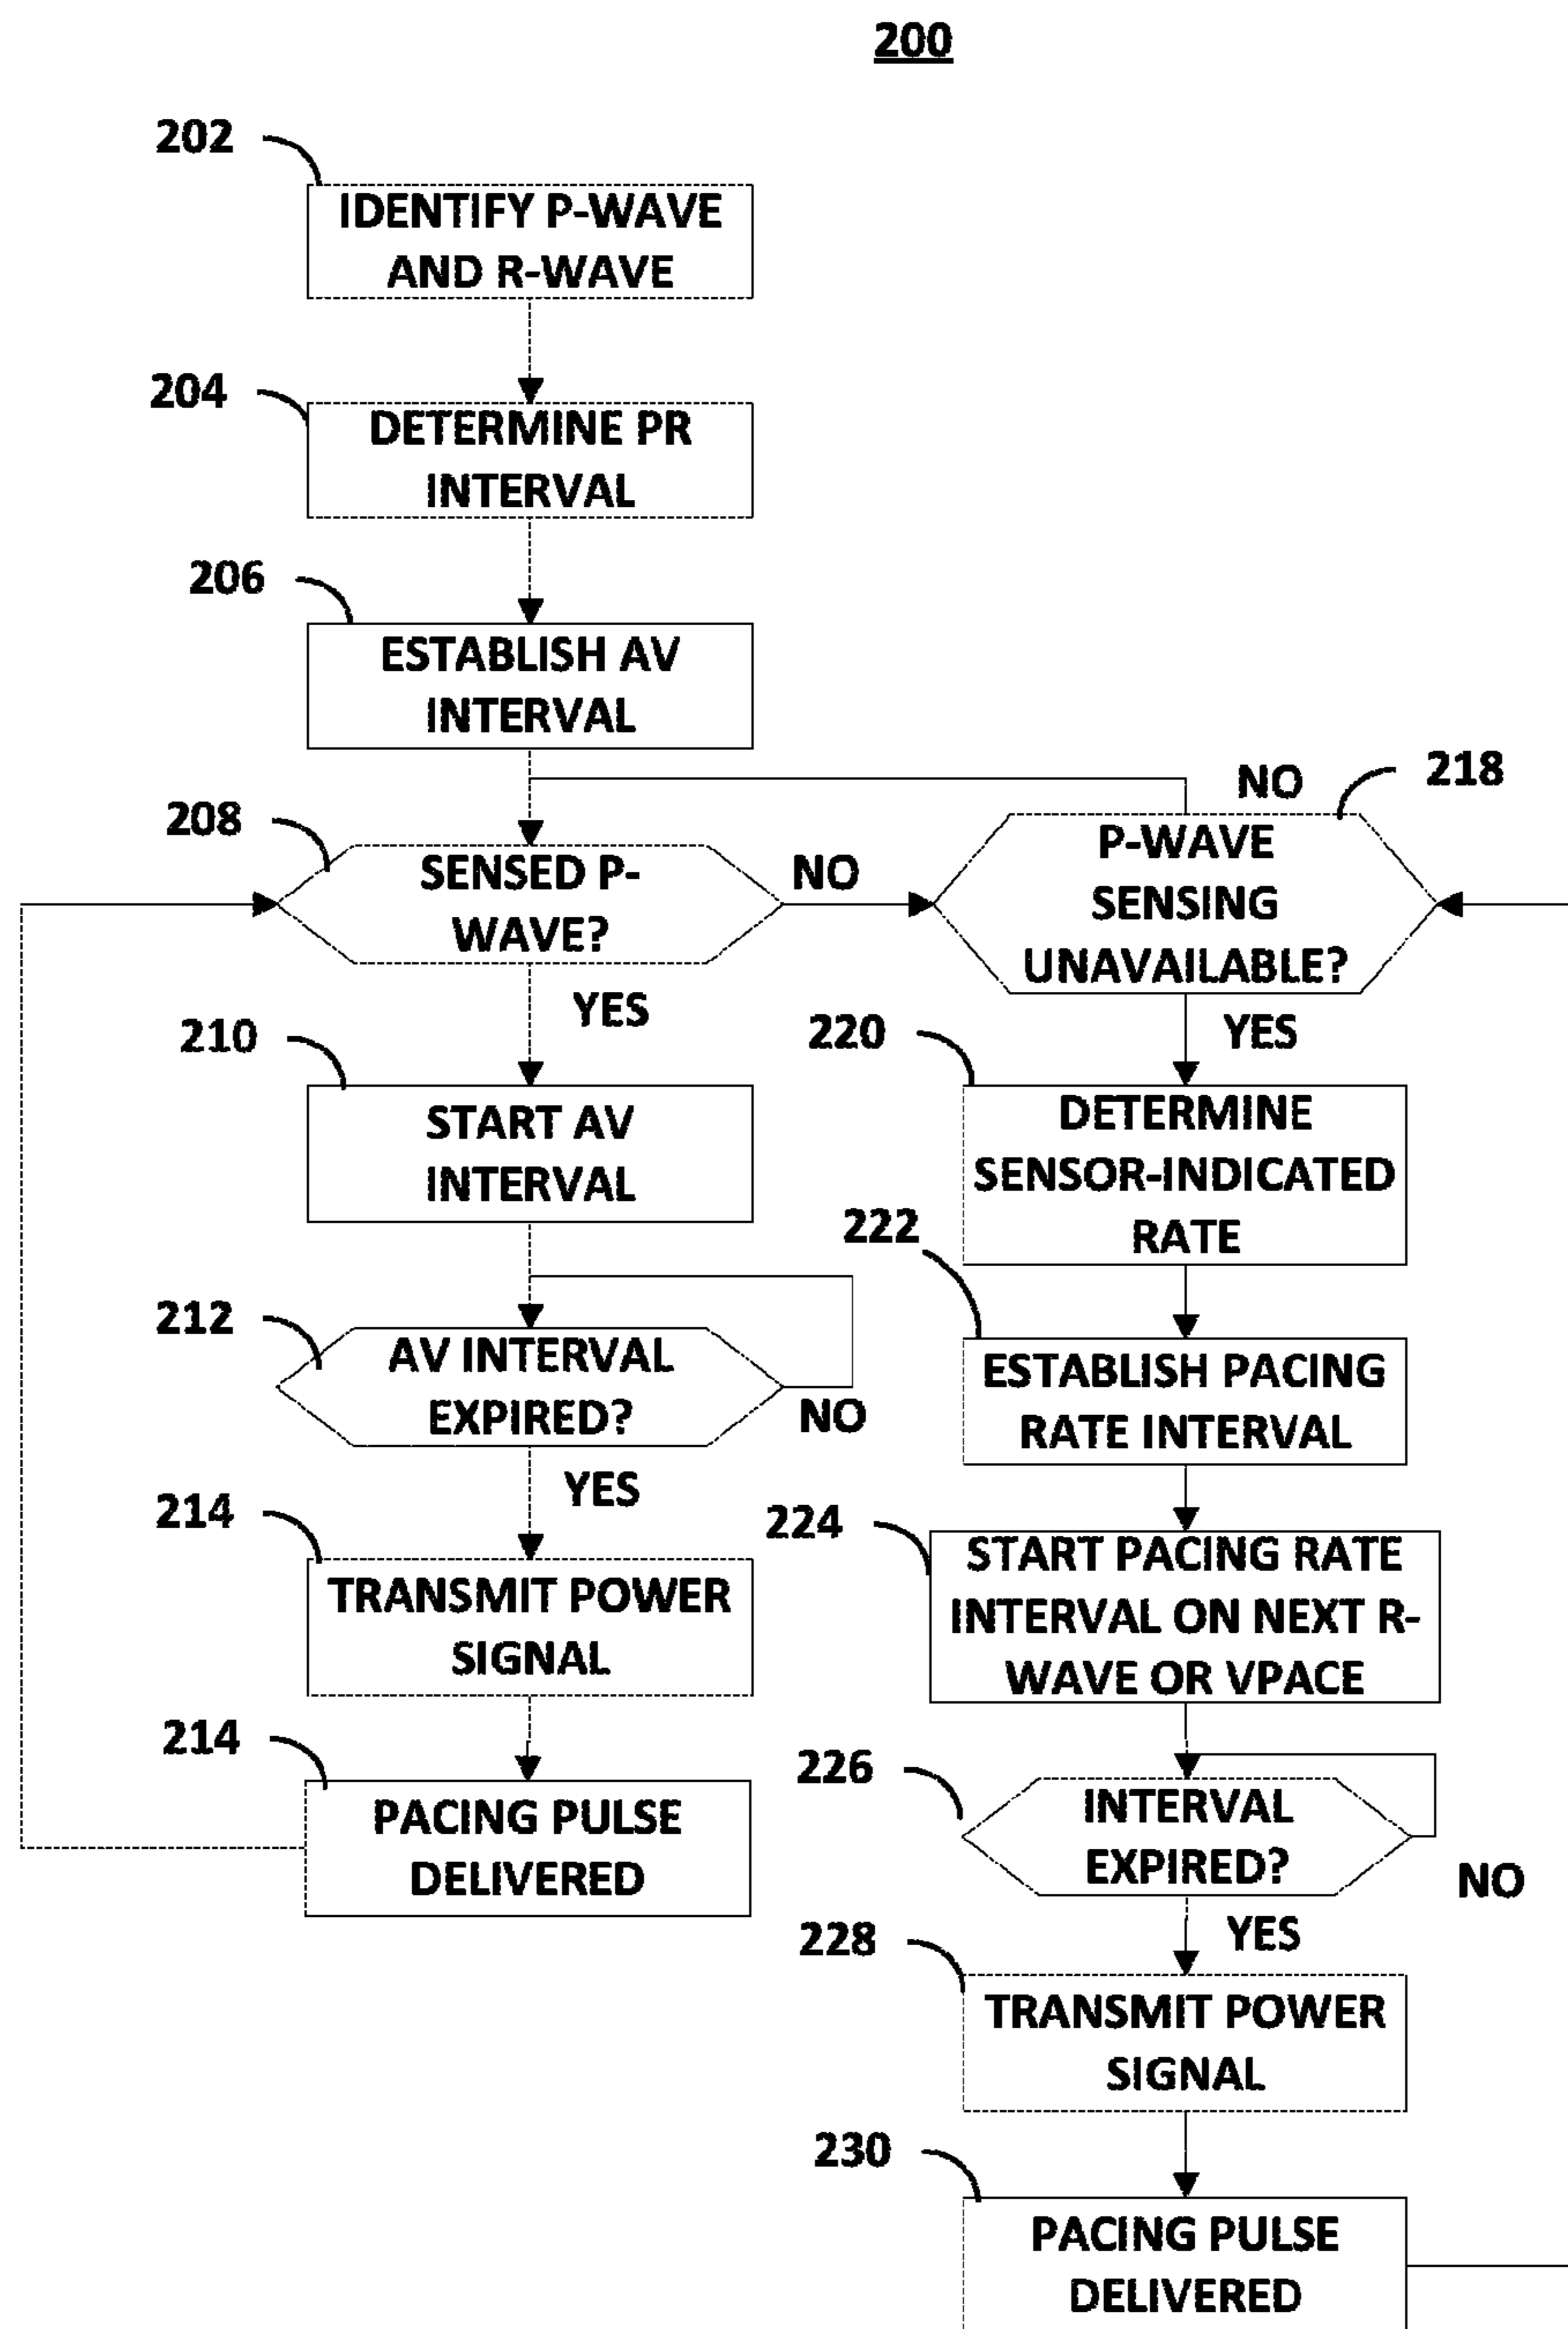 200
202
IDENTIFY P-WAVE
AND R-WAVE
204
DETERMINE PR
INTERVAL
206
ESTABLISH AV
INTERVAL
208
SENSED P-
WAVE?
NO
YES
218
NO
P-WAVE
SENSING
UNAVAILABLE?
YES
210
START AV
INTERVAL
212
AV INTERVAL
EXPIRED?
NO
YES
214
TRANSMIT POWER
SIGNAL
214
PACING PULSE
DELIVERED
220
DETERMINE
SENSOR-INDICATED
RATE
222
ESTABLISH PACING
RATE INTERVAL
224
START PACING RATE
INTERVAL ON NEXT R-
WAVE OR VPACE
226
INTERVAL
EXPIRED?
NO
YES
228
TRANSMIT POWER
SIGNAL
230
PACING PULSE
DELIVERED